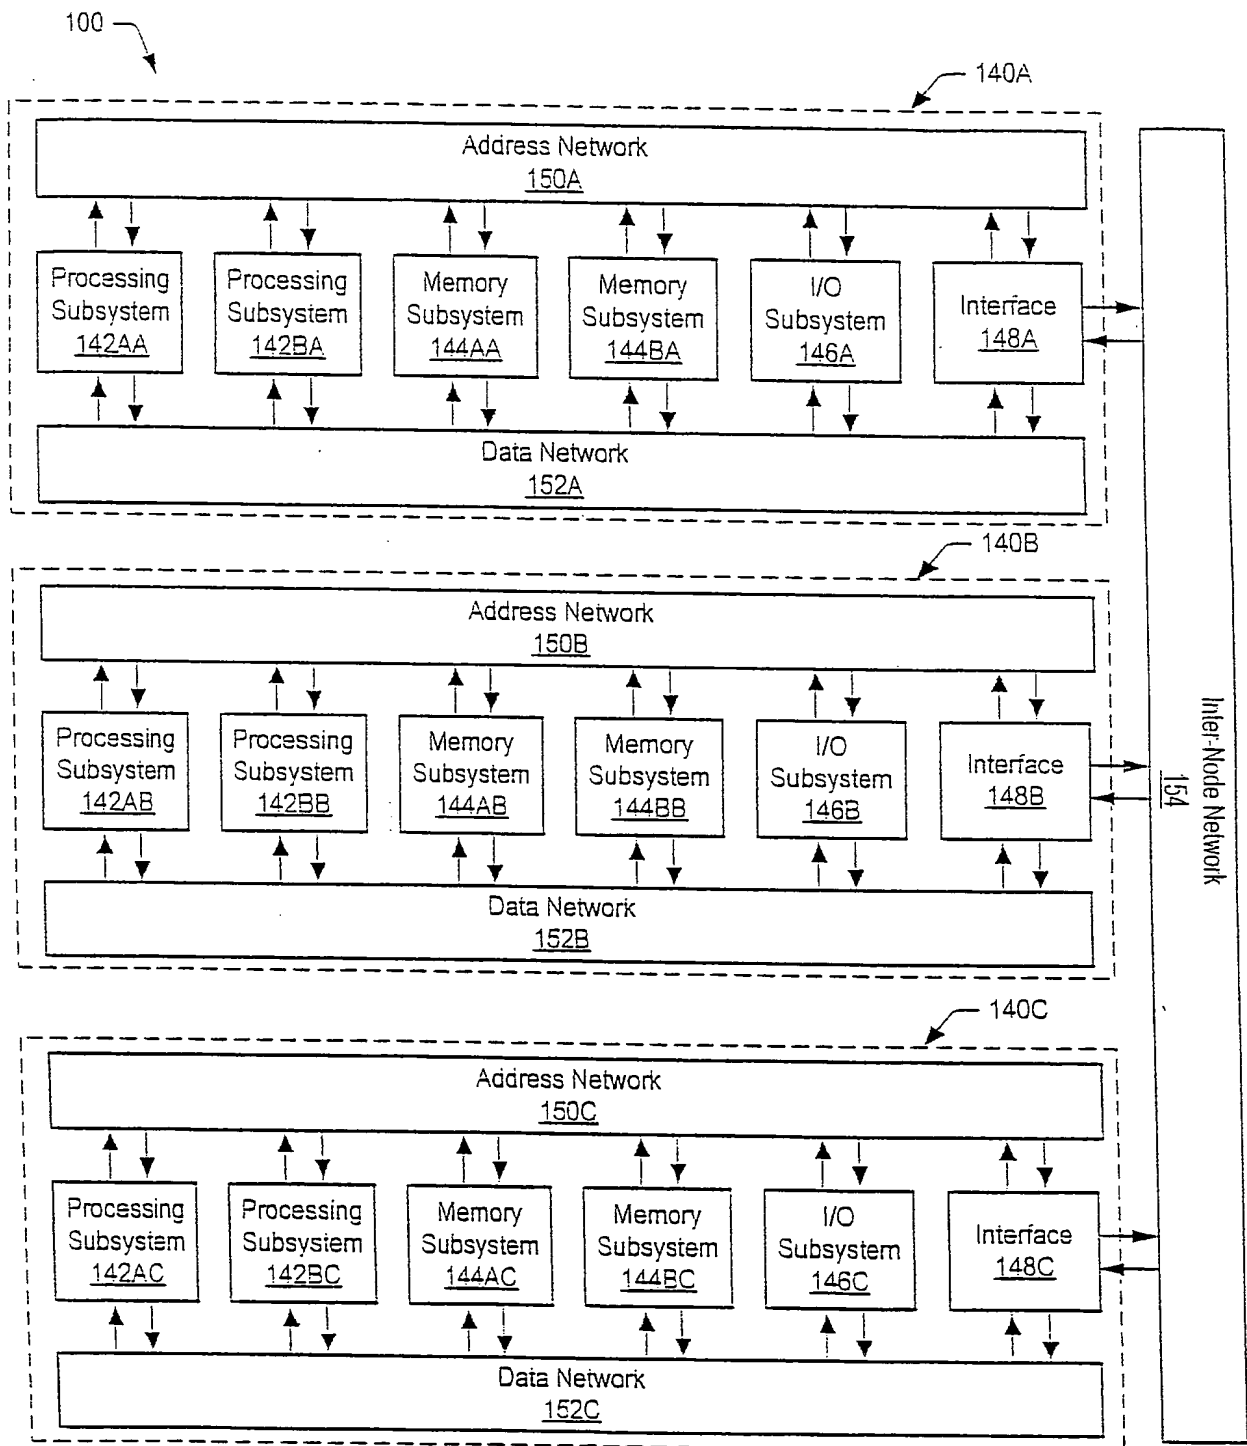 100
140A
Address Network
150A
Processing
Subsystem
142AA
Processing
Subsystem
142BA
Memory
Subsystem
144AA
Memory
Subsystem
144BA
I/O
Subsystem
146A
Interface
148A
Data Network
152A
140B
Address Network
150B
Processing
Subsystem
142AB
Processing
Subsystem
142BB
Memory
Subsystem
144AB
Memory
Subsystem
144BB
I/O
Subsystem
146B
Interface
148B
Data Network
152B
140C
Address Network
150C
Processing
Subsystem
142AC
Processing
Subsystem
142BC
Memory
Subsystem
144AC
Memory
Subsystem
144BC
I/O
Subsystem
146C
Interface
148C
Data Network
152C
Inter-Node Network
154